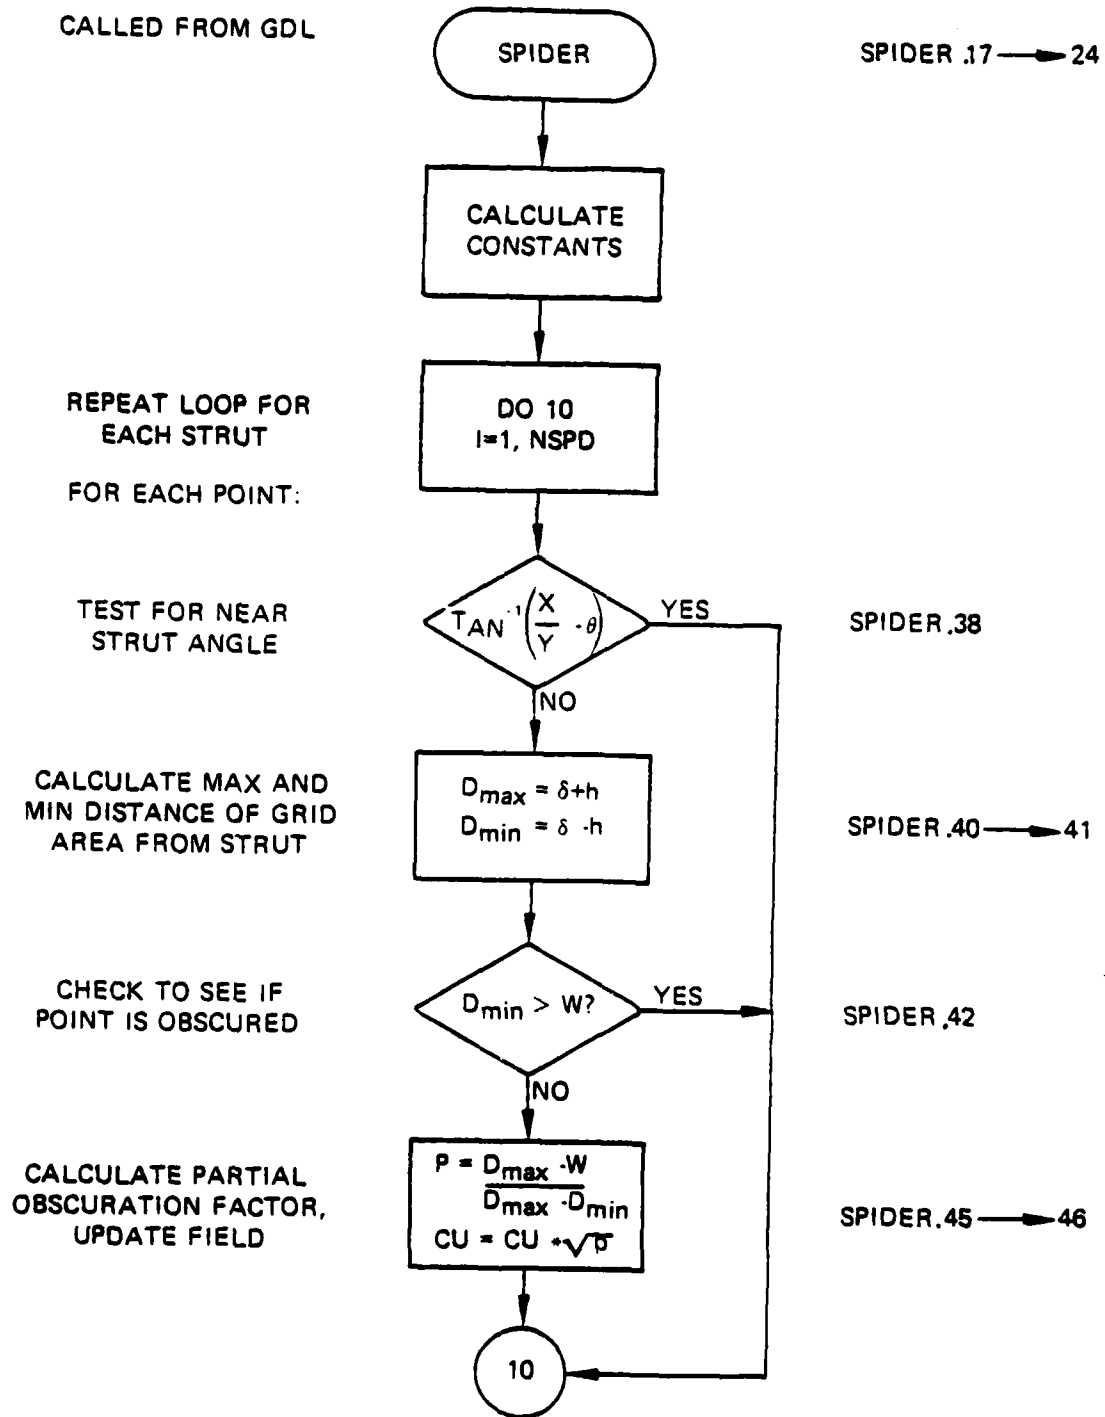 CALLED FROM GDL
SPIDER
SPIDER .17 → 24
CALCULATE
CONSTANTS
REPEAT LOOP FOR
EACH STRUT
DO 10
I=1, NSPD
FOR EACH POINT:
TEST FOR NEAR
STRUT ANGLE
TAN-1(X/Y -θ)
YES
SPIDER.38
NO
CALCULATE MAX AND
MIN DISTANCE OF GRID
AREA FROM STRUT
Dmax = δ+h
Dmin = δ -h
SPIDER.40 → 41
CHECK TO SEE IF
POINT IS OBSCURED
Dmin > W?
YES
SPIDER.42
NO
CALCULATE PARTIAL
OBSCURATION FACTOR,
UPDATE FIELD
P = Dmax -W
Dmax -Dmin
CU = CU *√p
SPIDER.45 → 46
10